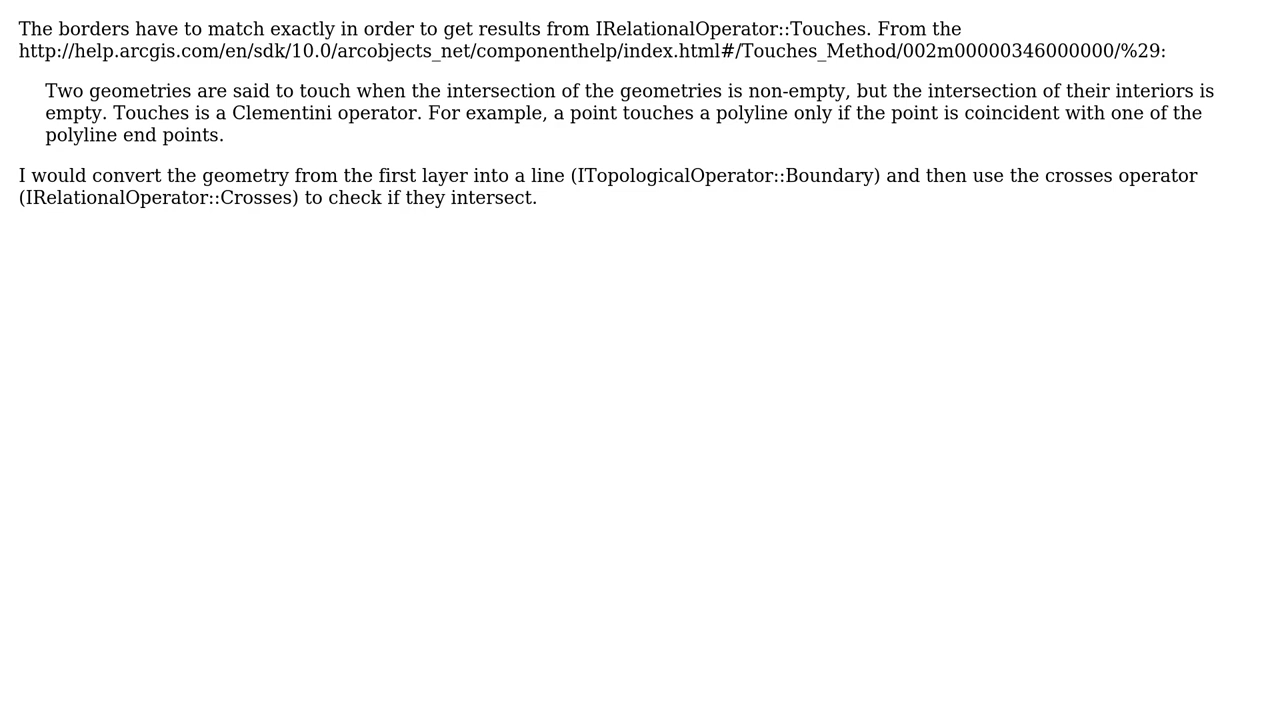 The borders have to match exactly in order to get results from IRelationalOperator::Touches. From the
http://help.arcgis.com/en/sdk/10.0/arcobjects_net/componenthelp/index.html#/Touches_Method/002m00000346000000/%29:
Two geometries are said to touch when the intersection of the geometries is non-empty, but the intersection of their interiors is
empty. Touches is a Clementini operator. For example, a point touches a polyline only if the point is coincident with one of the
polyline end points.
I would convert the geometry from the first layer into a line (ITopologicalOperator::Boundary) and then use the crosses operator
(IRelationalOperator::Crosses) to check if they intersect.